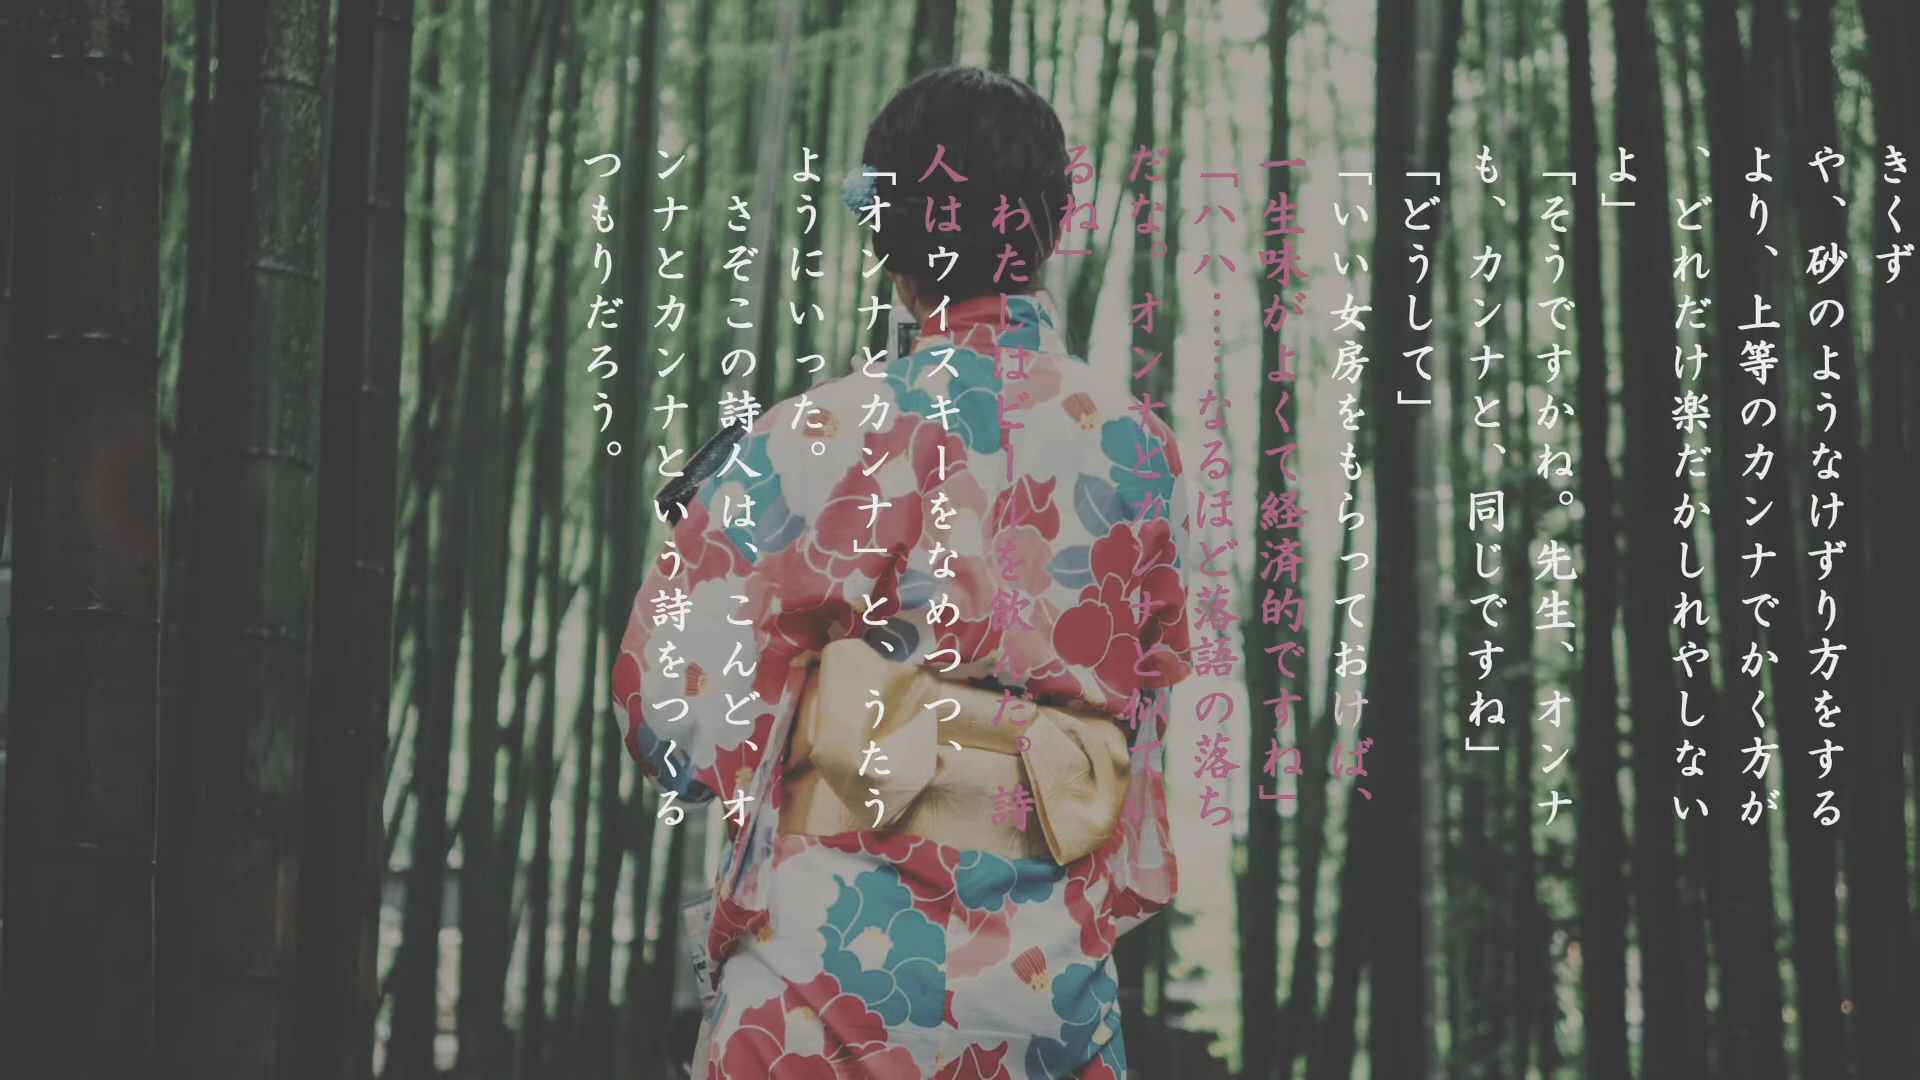 きくず
や、砂のようなけずり方をする
より、上等のカンナでかく方が
、どれだけ楽だかしれやしない
よ」
「そうですかね。先生、オンナ
も、カンナと、同じですね」
「どうして」
「いい女房をもらっておけば、
一生味がよくて経済的ですね」
「ハハ……なるほど落語の落ち
だな。オンナとカンナと似てい
るね」
わたしはビールを飲んだ。詩
人はウイスキーをなめつつ、
「オンナとカンナ」と、うたう
ようにいった。
さぞこの詩人は、こんど、オ
ンナとカンナという詩をつくる
つもりだろう。